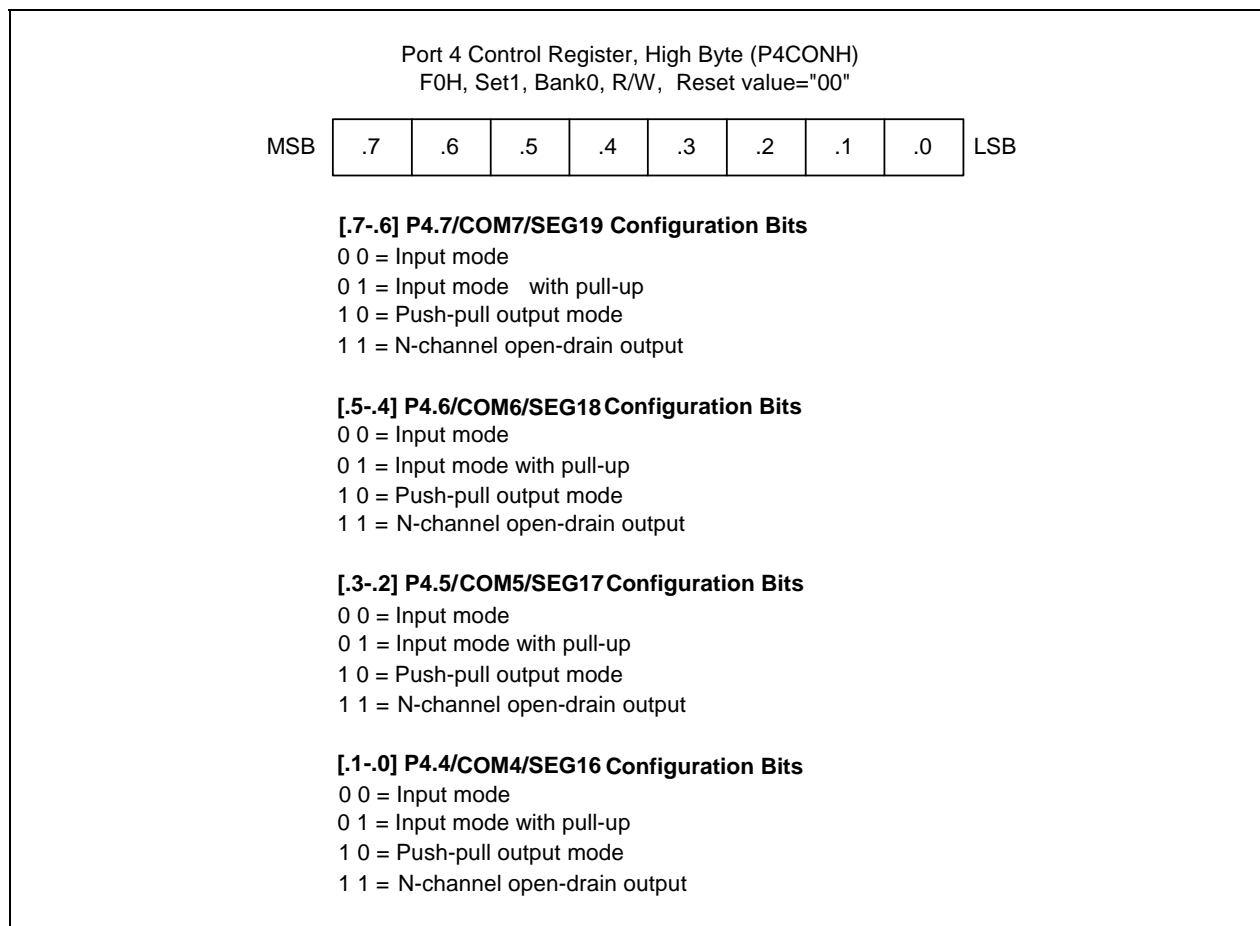 Port 4 Control Register, High Byte (P4CONH)
F0H, Set1, Bank0, R/W, Reset value="00"
MSB .7 .6 .5 .4 .3 .2 .1 .0 LSB
[.7-.6] P4.7/COM7/SEG19 Configuration Bits
0 0 = Input mode
0 1 = Input mode with pull-up
1 0 = Push-pull output mode
1 1 = N-channel open-drain output
[.5-.4] P4.6/COM6/SEG18 Configuration Bits
0 0 = Input mode
0 1 = Input mode with pull-up
1 0 = Push-pull output mode
1 1 = N-channel open-drain output
[.3-.2] P4.5/COM5/SEG17 Configuration Bits
0 0 = Input mode
0 1 = Input mode with pull-up
1 0 = Push-pull output mode
1 1 = N-channel open-drain output
[.1-.0] P4.4/COM4/SEG16 Configuration Bits
0 0 = Input mode
0 1 = Input mode with pull-up
1 0 = Push-pull output mode
1 1 = N-channel open-drain output